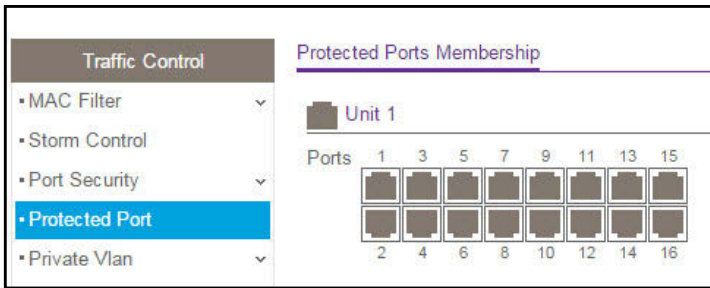 Traffic Control
▪ MAC Filter
▪ Storm Control
▪ Port Security
▪ Protected Port
▪ Private Vlan
Protected Ports Membership
Unit 1
Ports 1 3 5 7 9 11 13 15
2 4 6 8 10 12 14 16